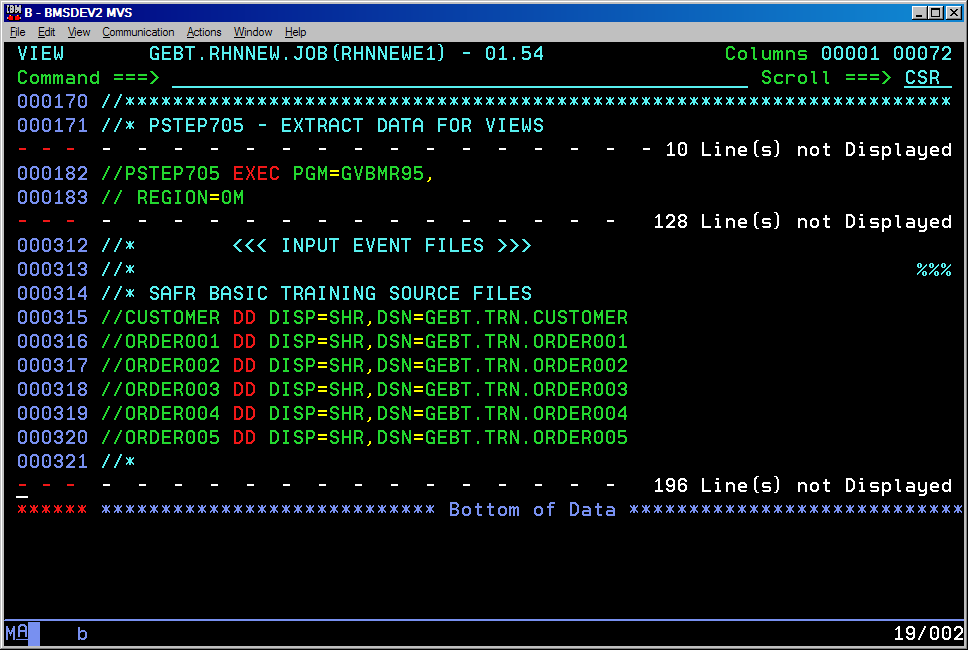 B - BMSDEV2 MVS
File Edit View Communication Actions Window Help
VIEW GEBT.RHNNEW.JOB(RHNNEWE1) - 01.54 Columns 00001 00072
Command ===> Scroll ===> CSR
000170 //*********************************************************************
000171 //* PSTEP705 - EXTRACT DATA FOR VIEWS
- - - - - - - - - - - - - - - - - - - - - - 10 Line(s) not Displayed
000182 //PSTEP705 EXEC PGM=GVBMR95,
000183 // REGION=0M
- - - - - - - - - - - - - - - - - - - - - 128 Line(s) not Displayed
000312 //* <<< INPUT EVENT FILES >>>
000313 //* %%%
000314 //* SAFR BASIC TRAINING SOURCE FILES
000315 //CUSTOMER DD DISP=SHR,DSN=GEBT.TRN.CUSTOMER
000316 //ORDER001 DD DISP=SHR,DSN=GEBT.TRN.ORDER001
000317 //ORDER002 DD DISP=SHR,DSN=GEBT.TRN.ORDER002
000318 //ORDER003 DD DISP=SHR,DSN=GEBT.TRN.ORDER003
000319 //ORDER004 DD DISP=SHR,DSN=GEBT.TRN.ORDER004
000320 //ORDER005 DD DISP=SHR,DSN=GEBT.TRN.ORDER005
000321 //*
- - - - - - - - - - - - - - - - - - - - - 196 Line(s) not Displayed
****** **************************** Bottom of Data ****************************
MA b 19/002